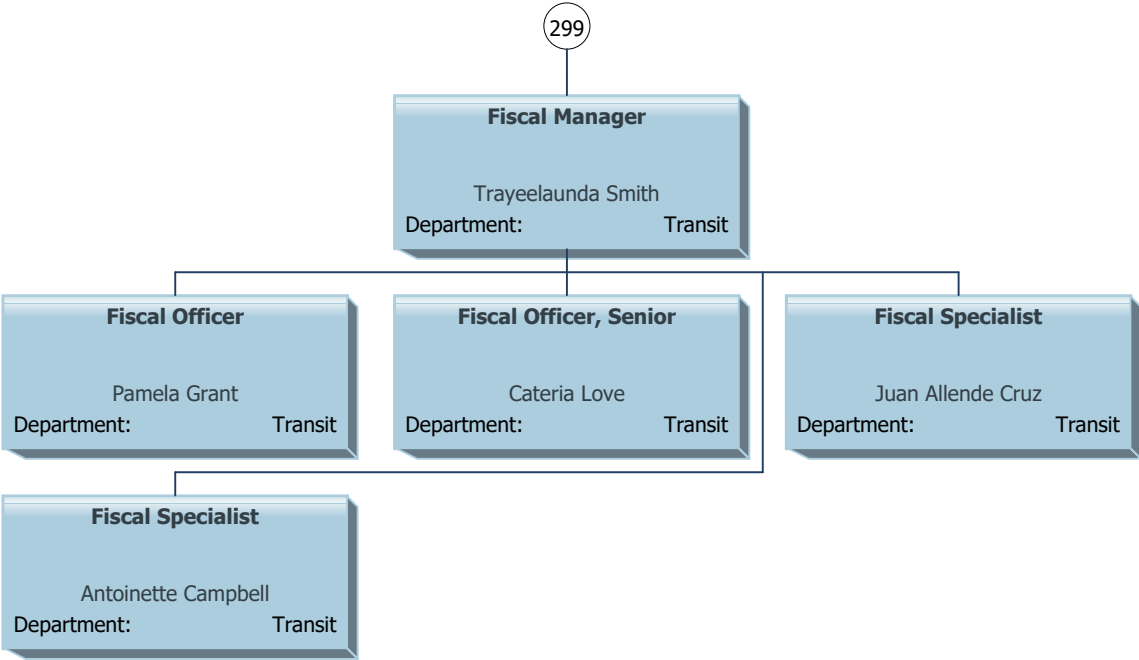 299
Fiscal Manager
Trayeelaunda Smith
Department: Transit
Fiscal Officer
Pamela Grant
Department: Transit
Fiscal Officer, Senior
Cateria Love
Department: Transit
Fiscal Specialist
Juan Allende Cruz
Department: Transit
Fiscal Specialist
Antoinette Campbell
Department: Transit